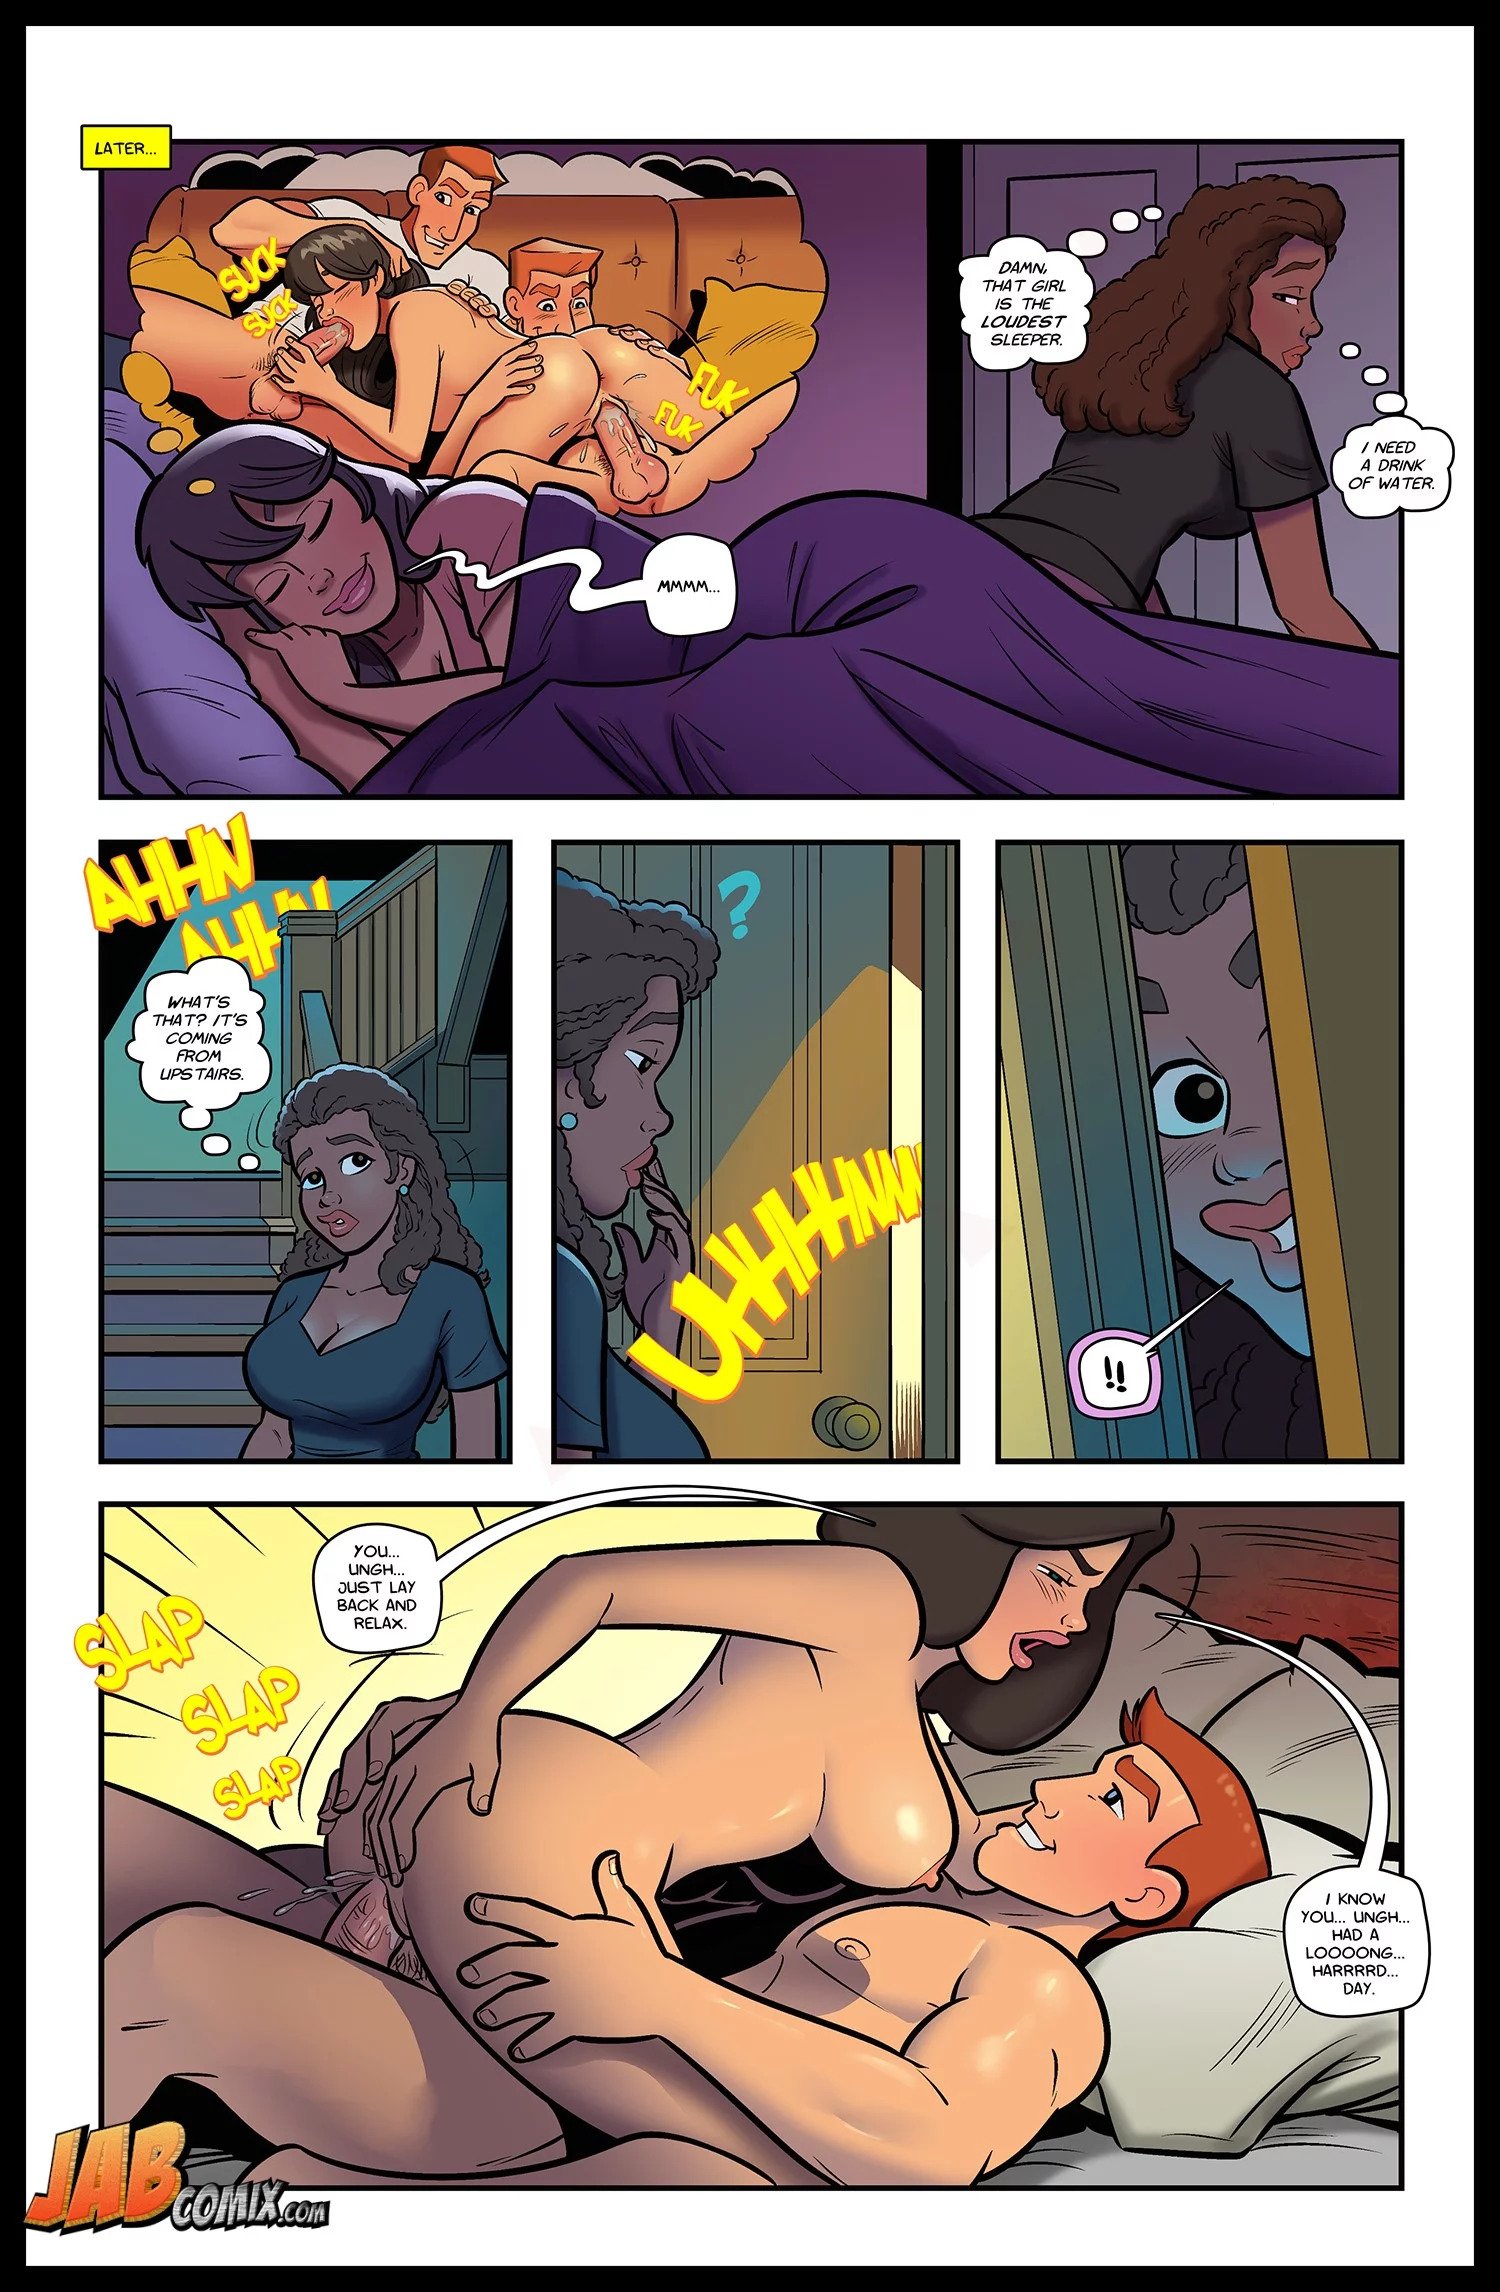 LATER...
SUCK
SUCK
FUK
FUK
MMMM...
DAMN,
THAT GIRL
IS THE
LOUDEST
SLEEPER.
I NEED
A DRINK
OF WATER.
AHHN
AHHN
WHAT'S
THAT? IT'S
COMING
FROM
UPSTAIRS.
?
UHHHHNN
!!
YOU...
UNGH...
JUST LAY
BACK AND
RELAX.
SLAP
SLAP
SLAP
I KNOW
YOU... UNGH...
HAD A
LOOOONG...
HARRRRD...
DAY.
JAB
COMIX.COM